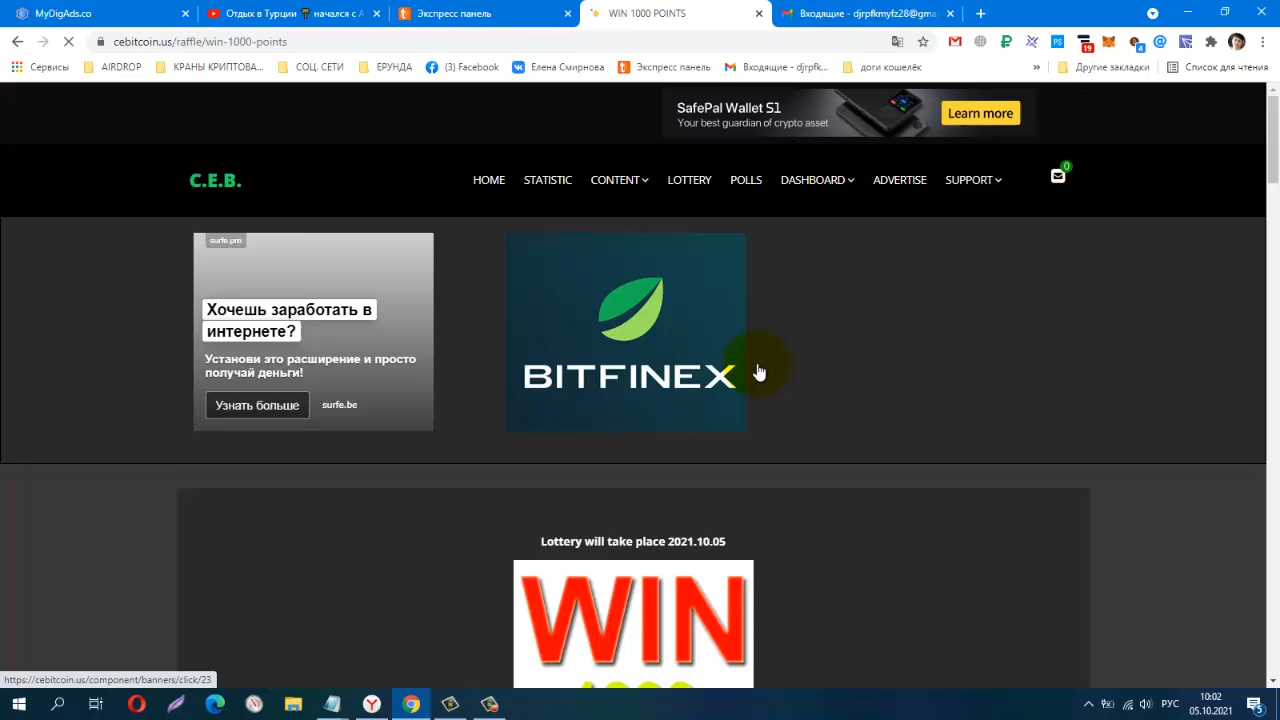 MyDigAds.com
Отдых в Турции начался с А
Экспресс панель
WIN 1000 POINTS
Входящие - djrpfkmyfz28@gma
cebitcoin.us/raffle/win-1000-points
19
4
Сервисы
AIRDROP
КРАНЫ КРИПТОВА...
СОЦ. СЕТИ
ЕРУНДА
(3) Facebook
Елена Смирнова
Экспресс панель
Входящие - djrpfk...
доги кошелёк
»
Другие закладки
Список для чтения
SafePal Wallet S1
Your best guardian of crypto asset
Learn more
C.E.B.
HOME
STATISTIC
CONTENT
LOTTERY
POLLS
DASHBOARD
ADVERTISE
SUPPORT
0
surfe.pro
Хочешь заработать в
интернете?
Установи это расширение и просто
получай деньги!
Узнать больше
surfe.be
BITFINEX
Lottery will take place 2021.10.05
WIN
1000
https://cebitcoin.us/component/banners/click/23
РУС
10:02
05.10.2021
5